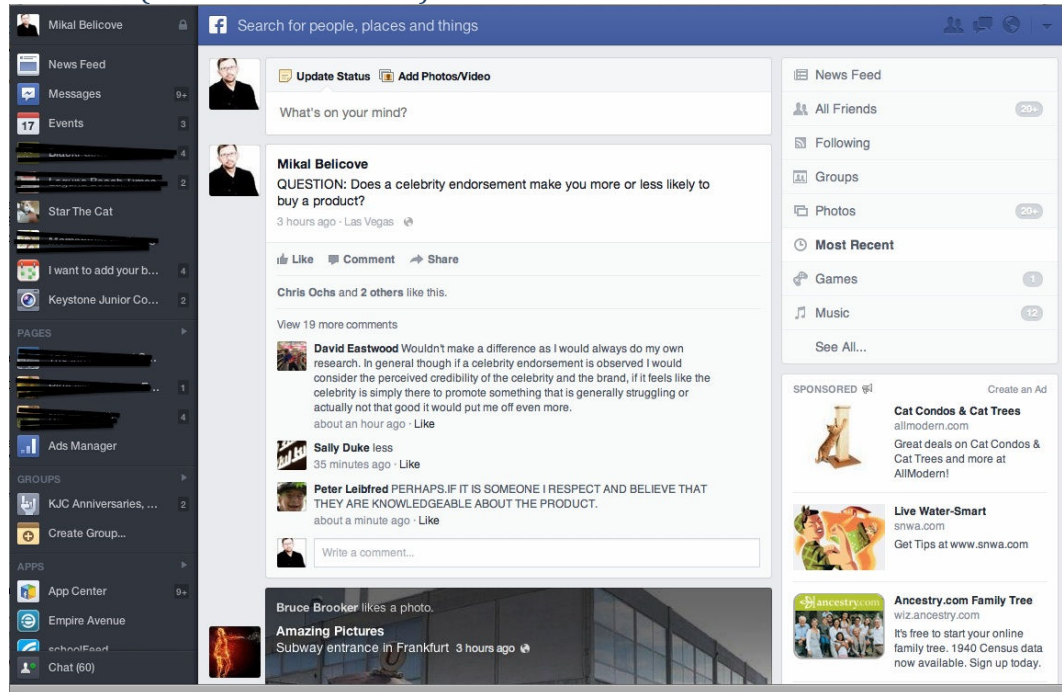 Mikal Belicove
News Feed
Messages 9+
17 Events 3
4
2
Star The Cat
I want to add your b... 4
Keystone Junior Co... 2
PAGES
1
4
Ads Manager
GROUPS
KJC Anniversaries, ... 2
Create Group...
APPS
App Center 9+
Empire Avenue
schoolFeed
Chat (60)
f Search for people, places and things
Update Status Add Photos/Video
What's on your mind?
Mikal Belicove
QUESTION: Does a celebrity endorsement make you more or less likely to
buy a product?
3 hours ago · Las Vegas
Like Comment Share
Chris Ochs and 2 others like this.
View 19 more comments
David Eastwood Wouldn't make a difference as I would always do my own
research. In general though if a celebrity endorsement is observed I would
consider the perceived credibility of the celebrity and the brand, if it feels like the
celebrity is simply there to promote something that is generally struggling or
actually not that good it would put me off even more.
about an hour ago · Like
Sally Duke less
35 minutes ago · Like
Peter Leibfred PERHAPS.IF IT IS SOMEONE I RESPECT AND BELIEVE THAT
THEY ARE KNOWLEDGEABLE ABOUT THE PRODUCT.
about a minute ago · Like
Write a comment...
Bruce Brooker likes a photo.
Amazing Pictures
Subway entrance in Frankfurt 3 hours ago
News Feed
All Friends 20+
Following
Groups
Photos 20+
Most Recent
Games 1
Music 12
See All...
SPONSORED Create an Ad
Cat Condos & Cat Trees
allmodern.com
Great deals on Cat Condos &
Cat Trees and more at
AllModern!
Live Water-Smart
snwa.com
Get Tips at www.snwa.com
ancestry.com
Ancestry.com Family Tree
wiz.ancestry.com
It's free to start your online
family tree. 1940 Census data
now available. Sign up today.